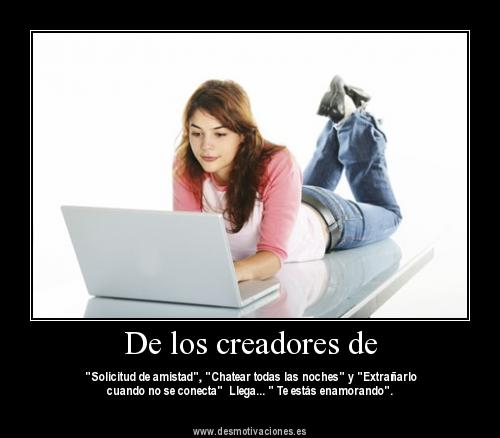 De los creadores de
"Solicitud de amistad", "Chatear todas las noches" y "Extrañarlo
cuando no se conecta"  Llega... " Te estás enamorando".
www.desmotivaciones.es